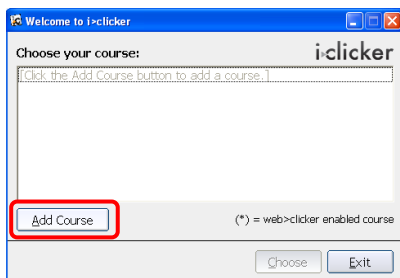 Welcome to i>clicker
Choose your course:
i>clicker
[Click the Add Course button to add a course.]
Add Course
(*) = web>clicker enabled course
Choose
Exit